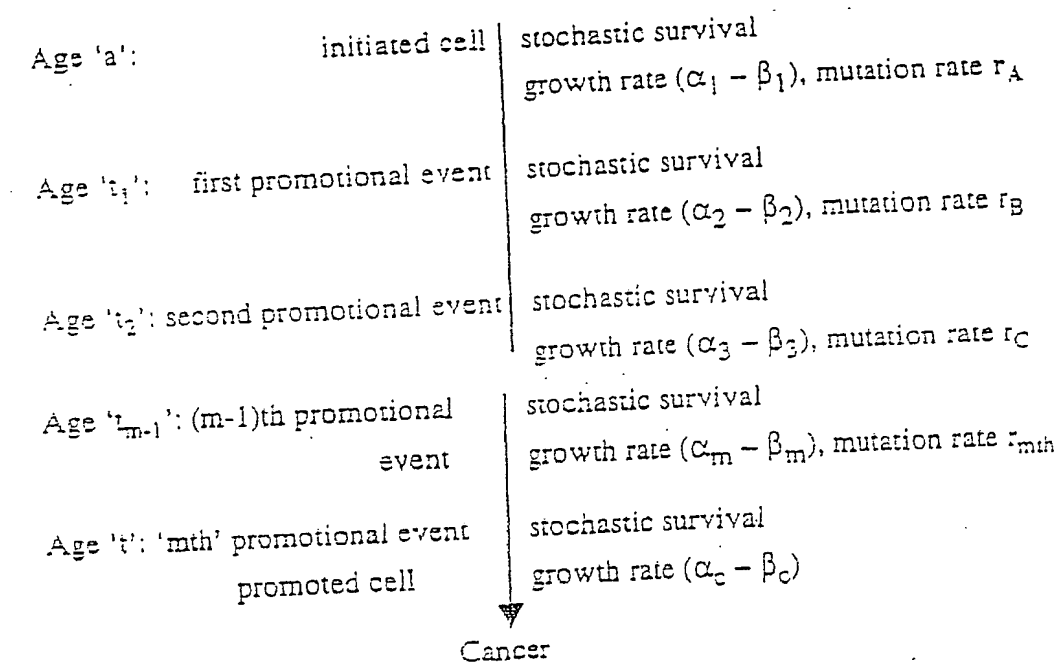 Age 'a': initiated cell stochastic survival
growth rate (α1 – β1), mutation rate rA
Age 't1': first promotional event stochastic survival
growth rate (α2 – β2), mutation rate rB
Age 't2': second promotional event stochastic survival
growth rate (α3 – β3), mutation rate rC
Age 'tm-1': (m-1)th promotional stochastic survival
event growth rate (αm – βm), mutation rate rmth
Age 't': 'mth' promotional event stochastic survival
promoted cell growth rate (αc – βc)
Cancer